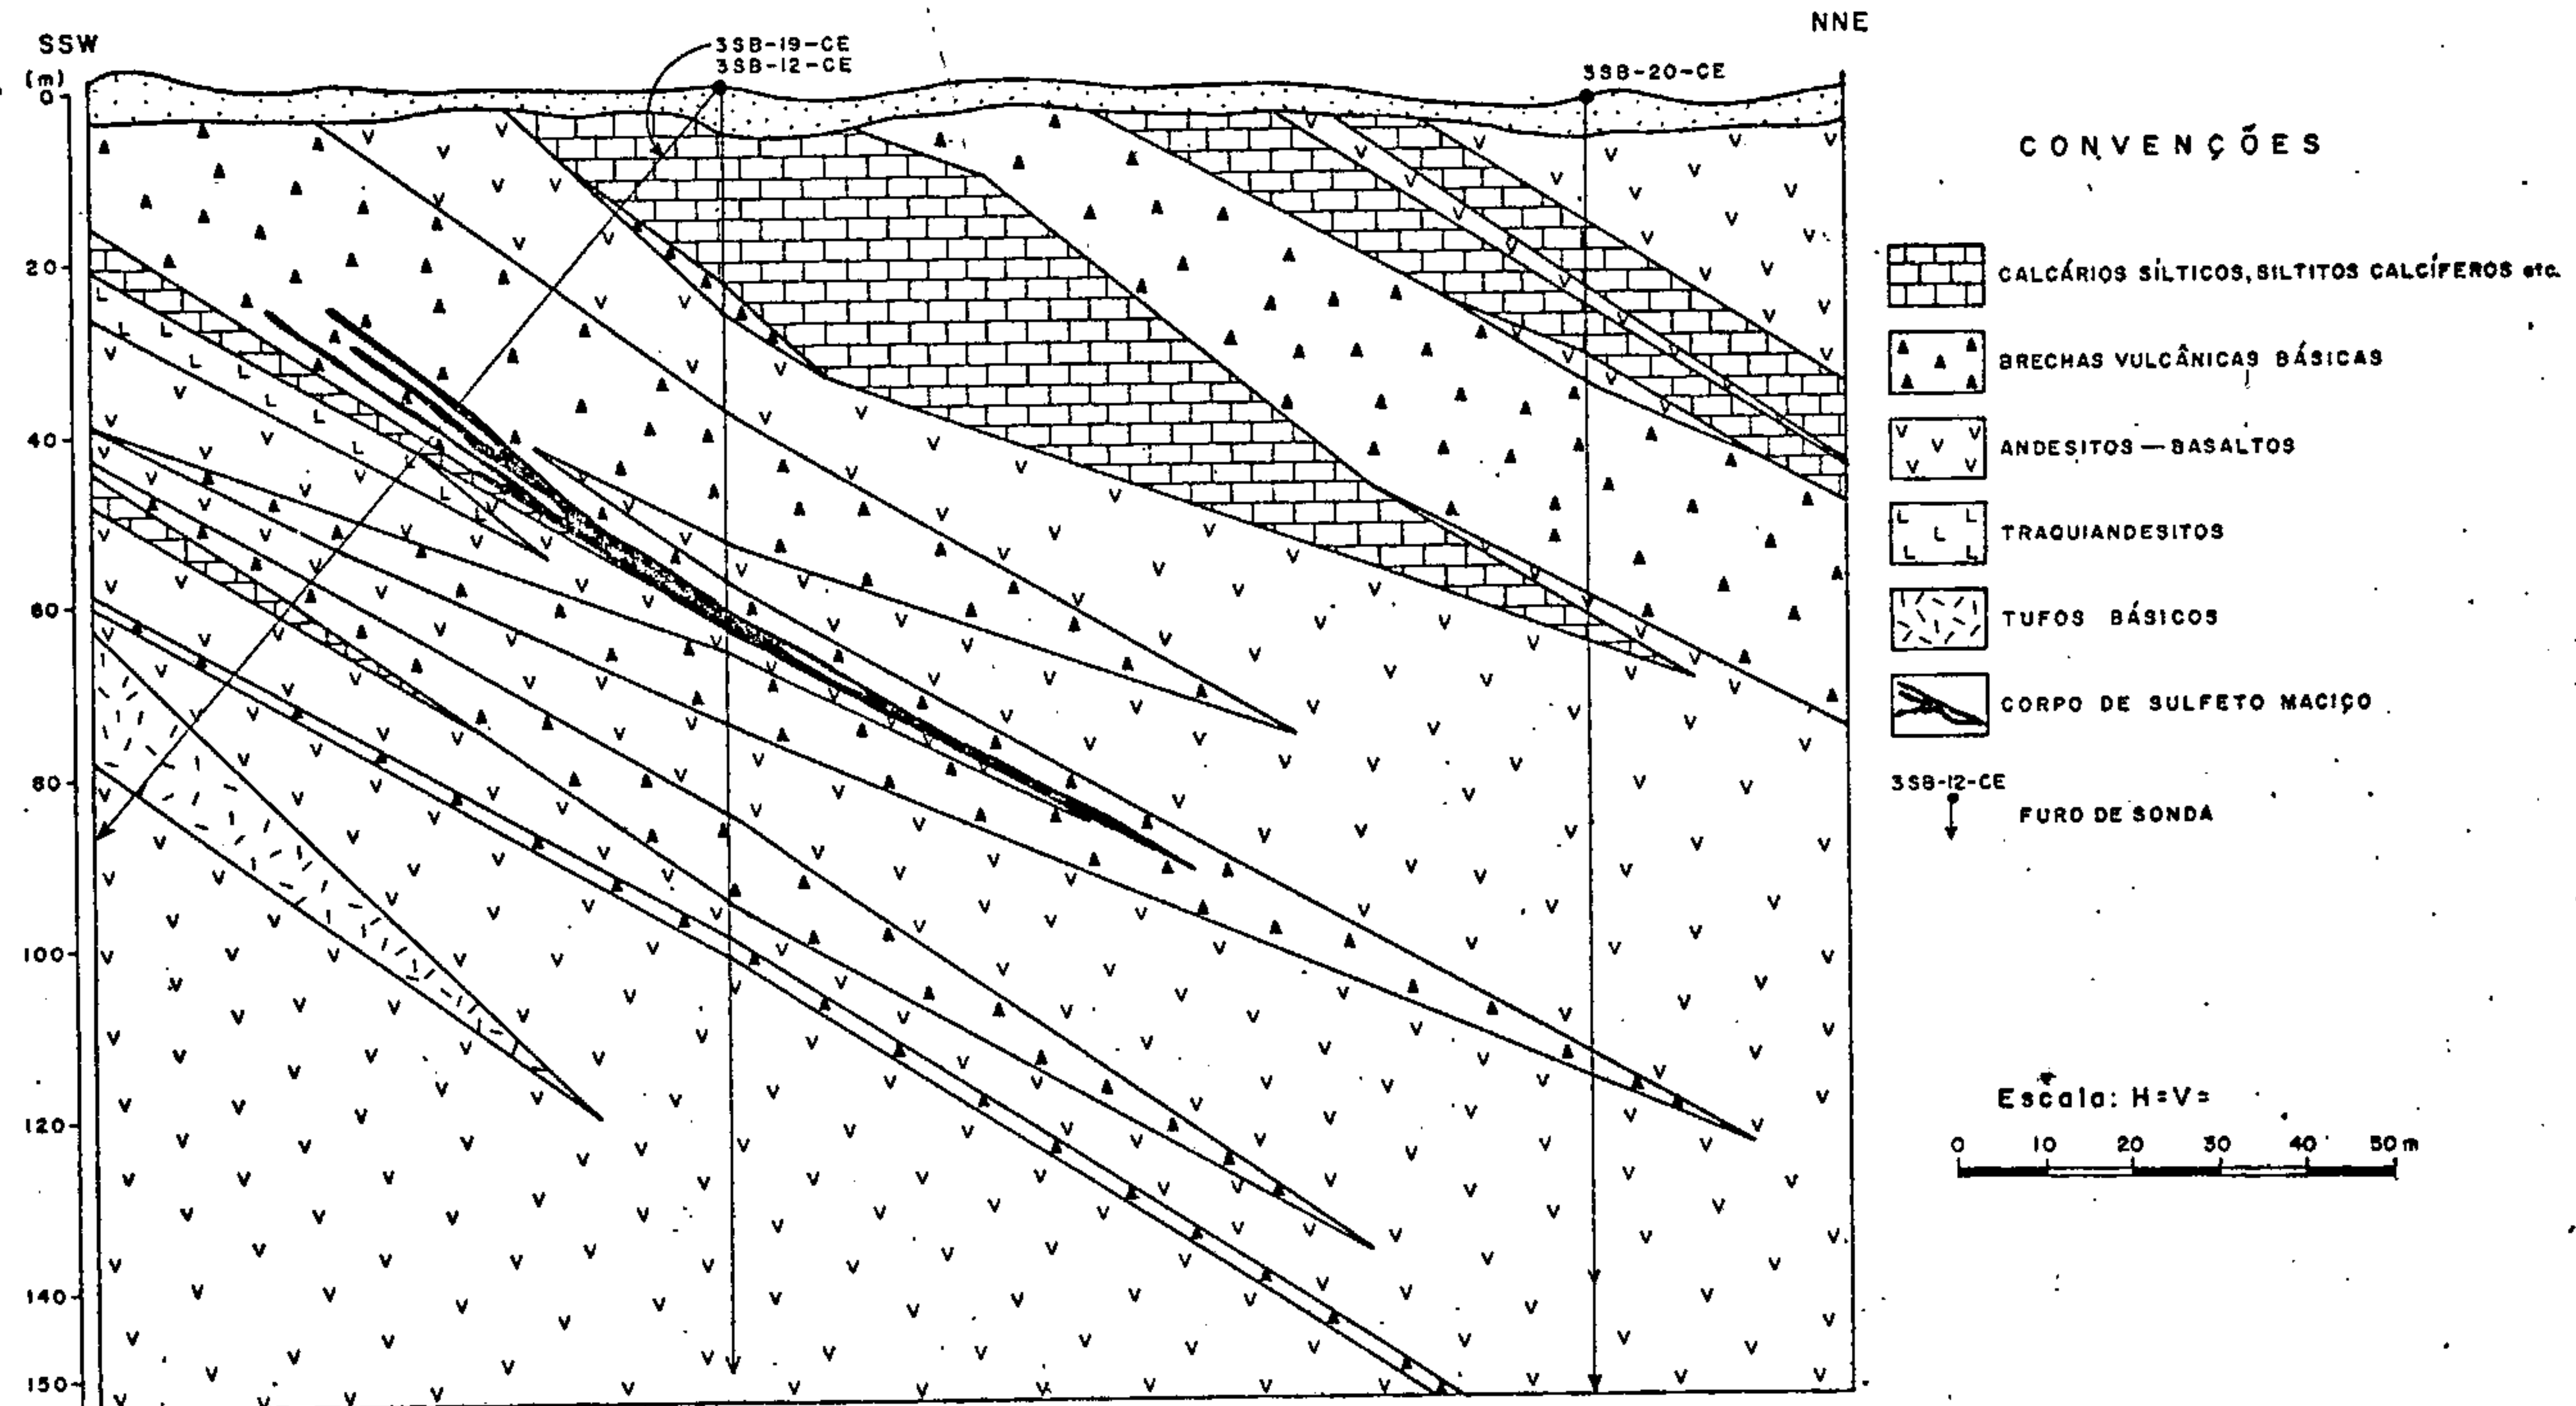 SSW
NNE
(m)
3SB-19-CE
3SB-12-CE
3SB-20-CE
0
20
40
60
80
100
120
140
150
CONVENÇÕES
CALCÁRIOS SÍLTICOS, SILTITOS CALCÍFEROS etc.
BRECHAS VULCÂNICAS BÁSICAS
ANDESITOS — BASALTOS
TRAQUIANDESITOS
TUFOS BÁSICOS
CORPO DE SULFETO MACIÇO
3SB-12-CE
FURO DE SONDA
Escala: H=V=
0 10 20 30 40 50 m